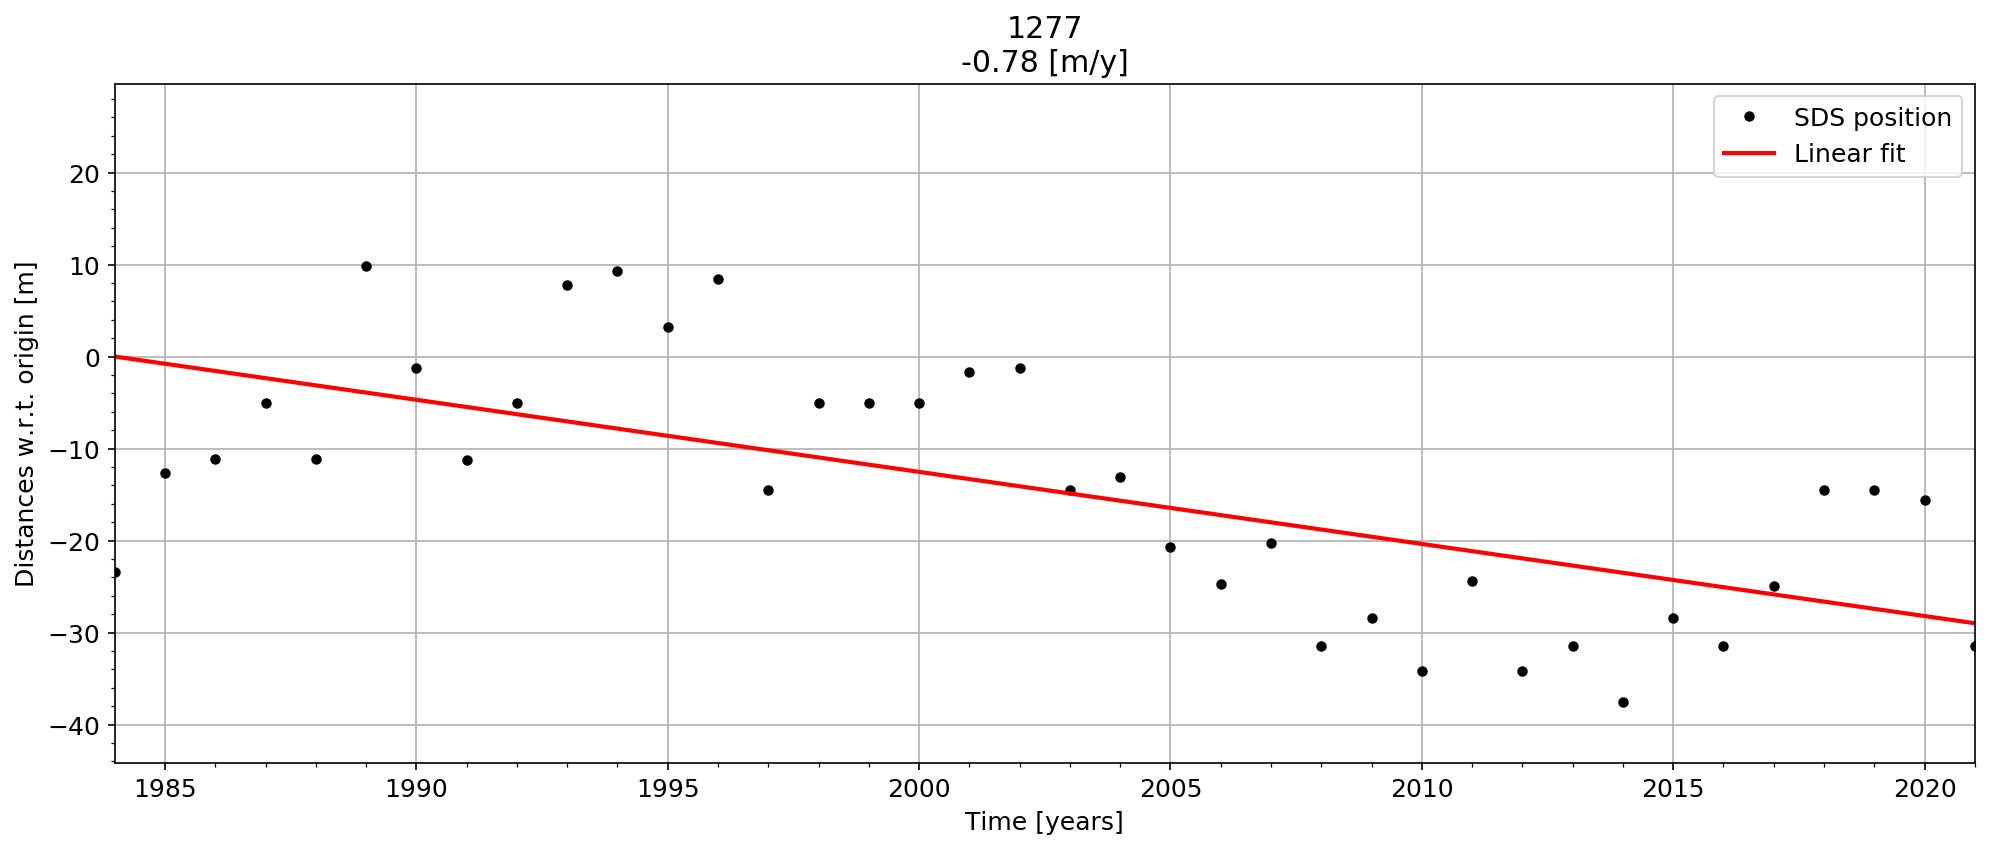 1277
-0.78 [m/y]
SDS position
Linear fit
Distances w.r.t. origin [m]
20
10
0
−10
−20
−30
−40
1985 1990 1995 2000 2005 2010 2015 2020
Time [years]